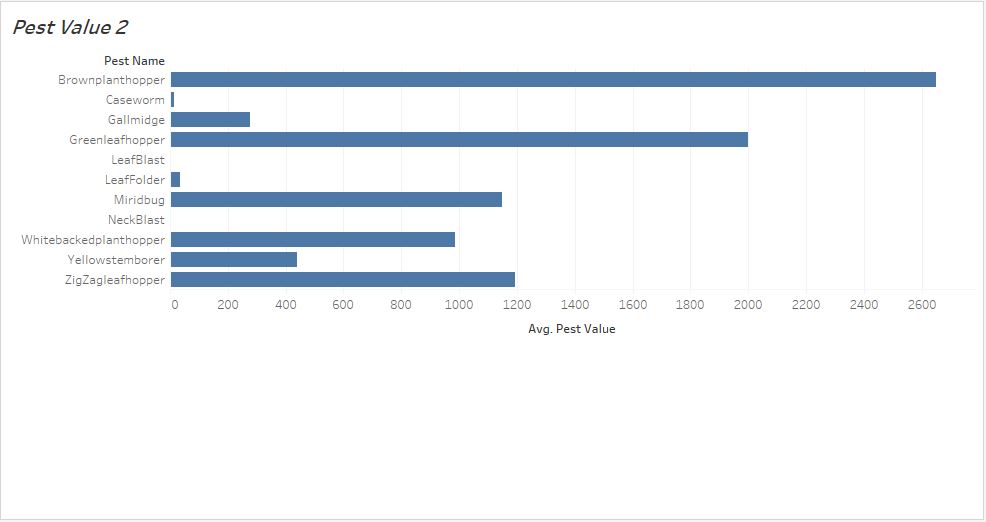 Pest Value 2
Pest Name
Brownplanthopper
Caseworm
Gallmidge
Greenleafhopper
LeafBlast
LeafFolder
Miridbug
NeckBlast
Whitebackedplanthopper
Yellowstemborer
ZigZagleafhopper
0 200 400 600 800 1000 1200 1400 1600 1800 2000 2200 2400 2600
Avg. Pest Value